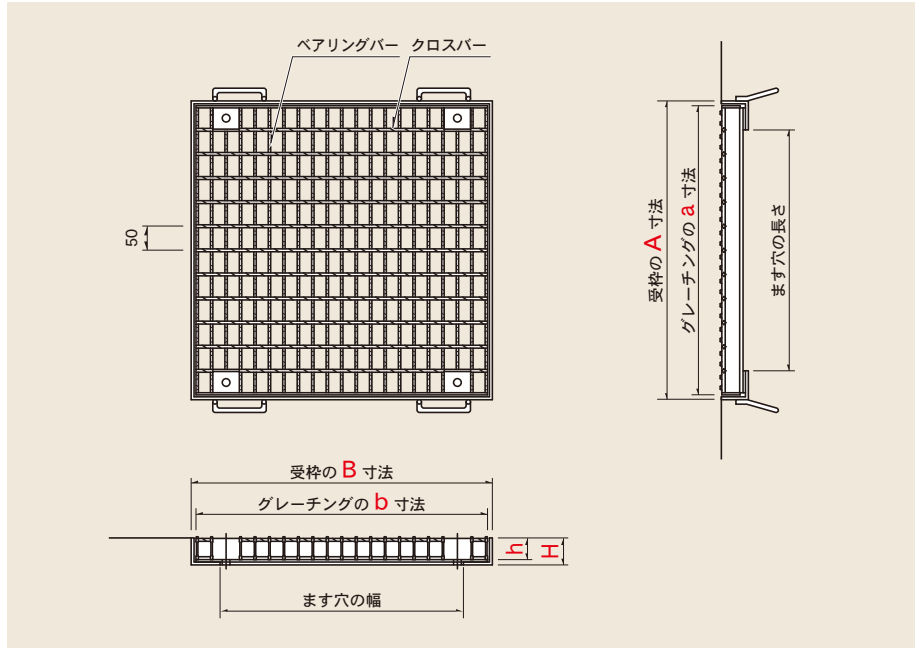 ベアリングバー
クロスバー
50
受枠の A 寸法
グレーチングの a 寸法
ます穴の長さ
受枠の B 寸法
グレーチングの b 寸法
h
H
ます穴の幅